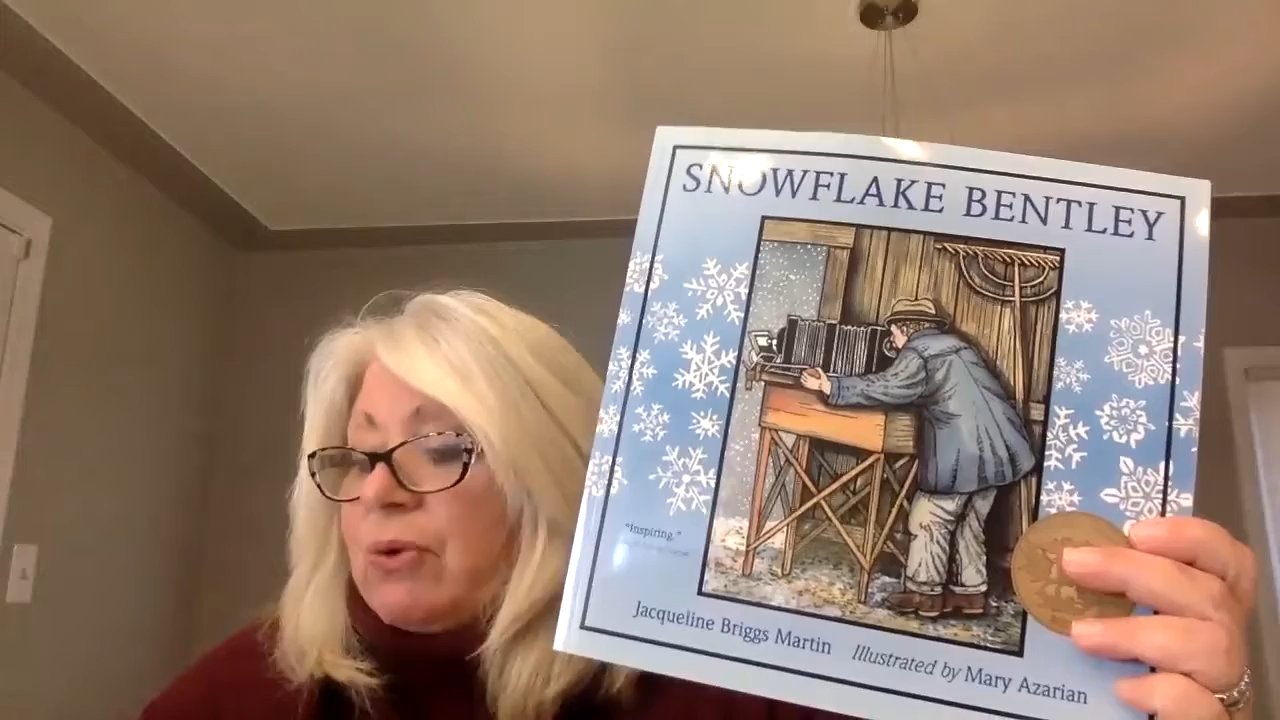 SNOWFLAKE BENTLEY
"Inspiring."
Jacqueline Briggs Martin
Illustrated by Mary Azarian